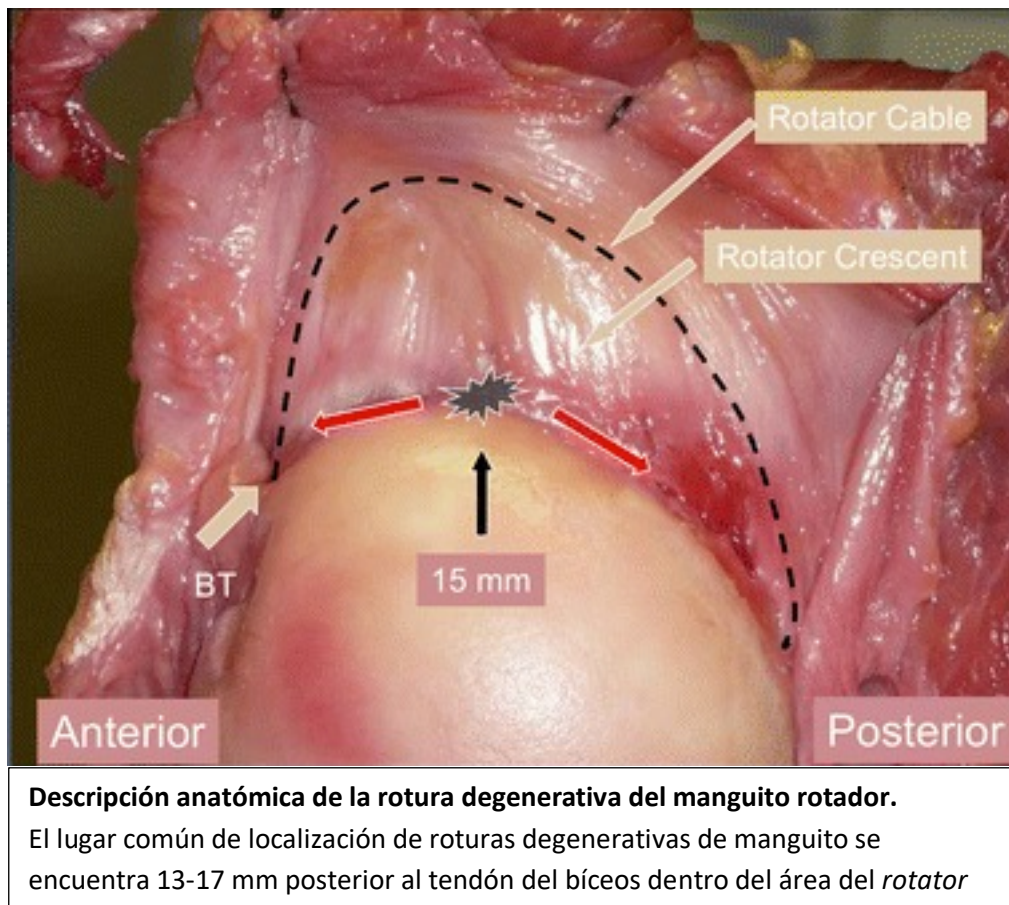 Rotator Cable
Rotator Crescent
BT
15 mm
Anterior
Posterior
Descripción anatómica de la rotura degenerativa del manguito rotador.
El lugar común de localización de roturas degenerativas de manguito se
encuentra 13-17 mm posterior al tendón del bíceos dentro del área del rotator